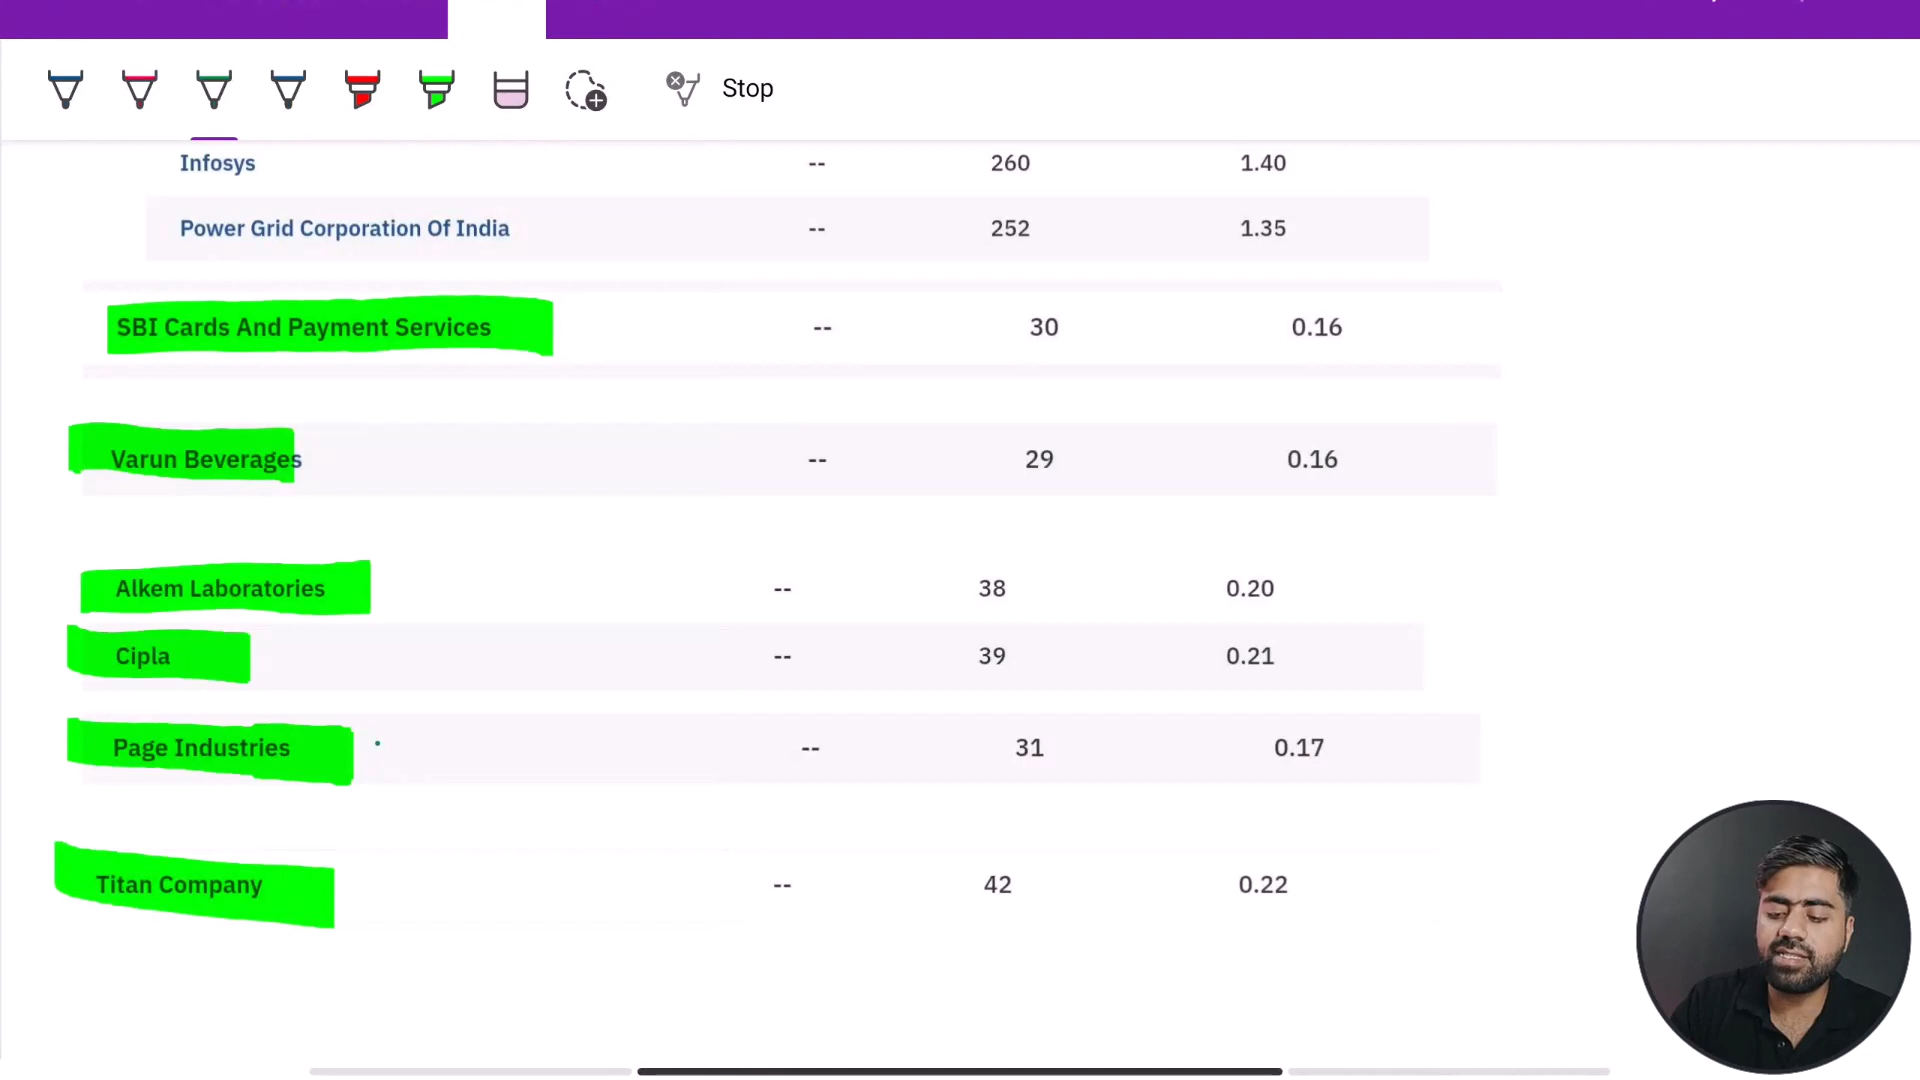 Stop
Infosys -- 260 1.40
Power Grid Corporation Of India -- 252 1.35
SBI Cards And Payment Services -- 30 0.16
Varun Beverages -- 29 0.16
Alkem Laboratories -- 38 0.20
Cipla -- 39 0.21
Page Industries -- 31 0.17
Titan Company -- 42 0.22